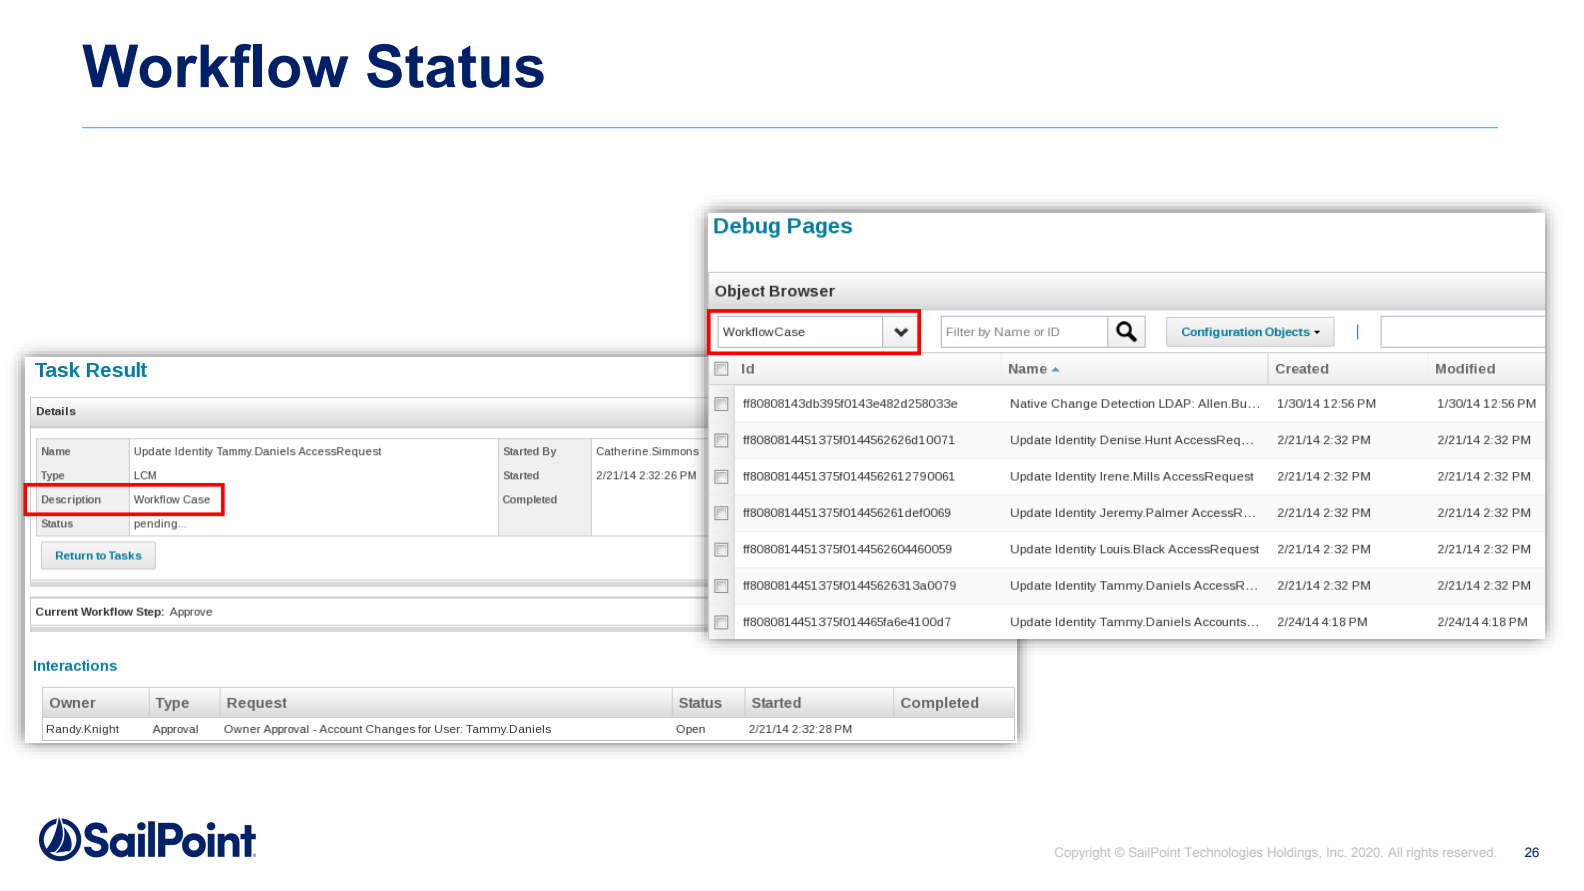 Workflow Status
Debug Pages
Object Browser
WorkflowCase Filter by Name or ID Configuration Objects
Id Name Created Modified
ff80808143db395f0143e482d258033e Native Change Detection LDAP: Allen.Bu... 1/30/14 12:56 PM 1/30/14 12:56 PM
ff8080814451375f0144562626d10071 Update Identity Denise.Hunt AccessReq... 2/21/14 2:32 PM 2/21/14 2:32 PM
ff8080814451375f0144562612790061 Update Identity Irene.Mills AccessRequest 2/21/14 2:32 PM 2/21/14 2:32 PM
ff8080814451375f01445626261def0069 Update Identity Jeremy.Palmer AccessR... 2/21/14 2:32 PM 2/21/14 2:32 PM
ff8080814451375f0144562604460059 Update Identity Louis.Black AccessRequest 2/21/14 2:32 PM 2/21/14 2:32 PM
ff8080814451375f01445626313a0079 Update Identity Tammy.Daniels AccessR... 2/21/14 2:32 PM 2/21/14 2:32 PM
ff8080814451375f014465fa6e4100d7 Update Identity Tammy.Daniels Accounts... 2/24/14 4:18 PM 2/24/14 4:18 PM
Task Result
Details
Name Update Identity Tammy.Daniels AccessRequest Started By Catherine.Simmons
Type LCM Started 2/21/14 2:32:26 PM
Description Workflow Case Completed
Status pending...
Return to Tasks
Current Workflow Step: Approve
Interactions
Owner Type Request Status Started Completed
Randy.Knight Approval Owner Approval - Account Changes for User: Tammy.Daniels Open 2/21/14 2:32:28 PM
SailPoint
Copyright © SailPoint Technologies Holdings, Inc. 2020. All rights reserved. 26